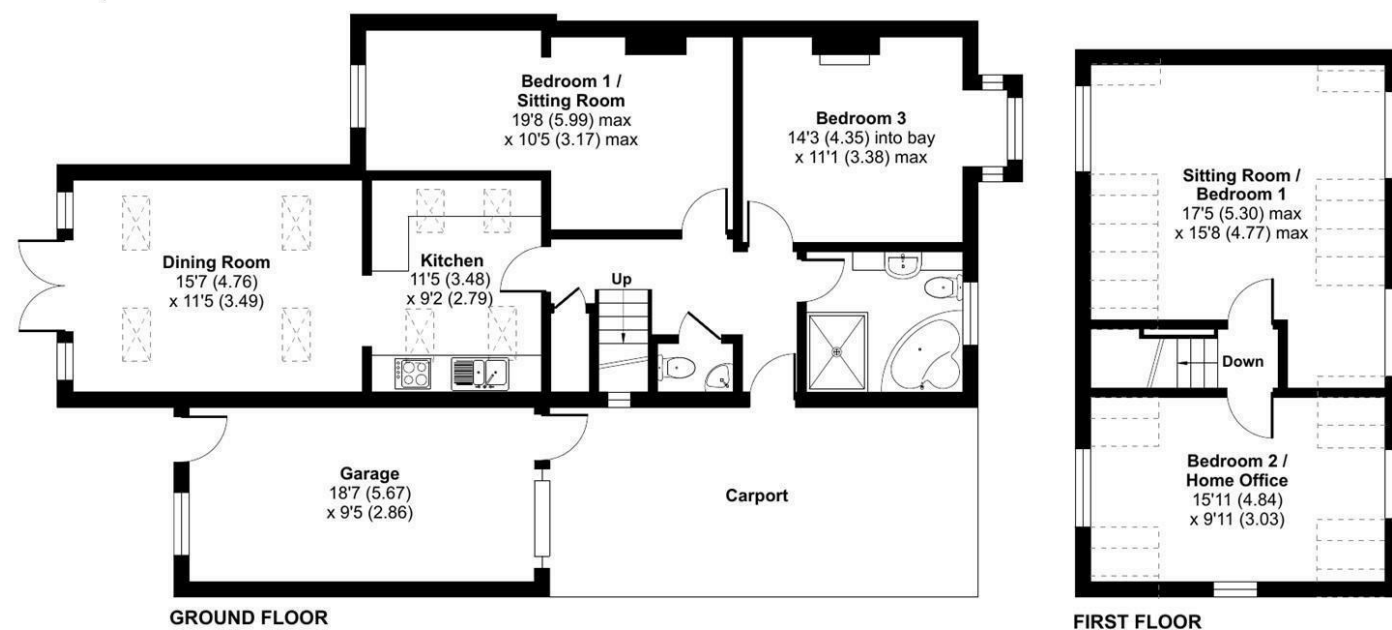 Bedroom 1 /
Sitting Room
19'8 (5.99) max
x 10'5 (3.17) max
Bedroom 3
14'3 (4.35) into bay
x 11'1 (3.38) max
Dining Room
15'7 (4.76)
x 11'5 (3.49)
Kitchen
11'5 (3.48)
x 9'2 (2.79)
Up
Garage
18'7 (5.67)
x 9'5 (2.86)
Carport
GROUND FLOOR
Sitting Room /
Bedroom 1
17'5 (5.30) max
x 15'8 (4.77) max
Down
Bedroom 2 /
Home Office
15'11 (4.84)
x 9'11 (3.03)
FIRST FLOOR